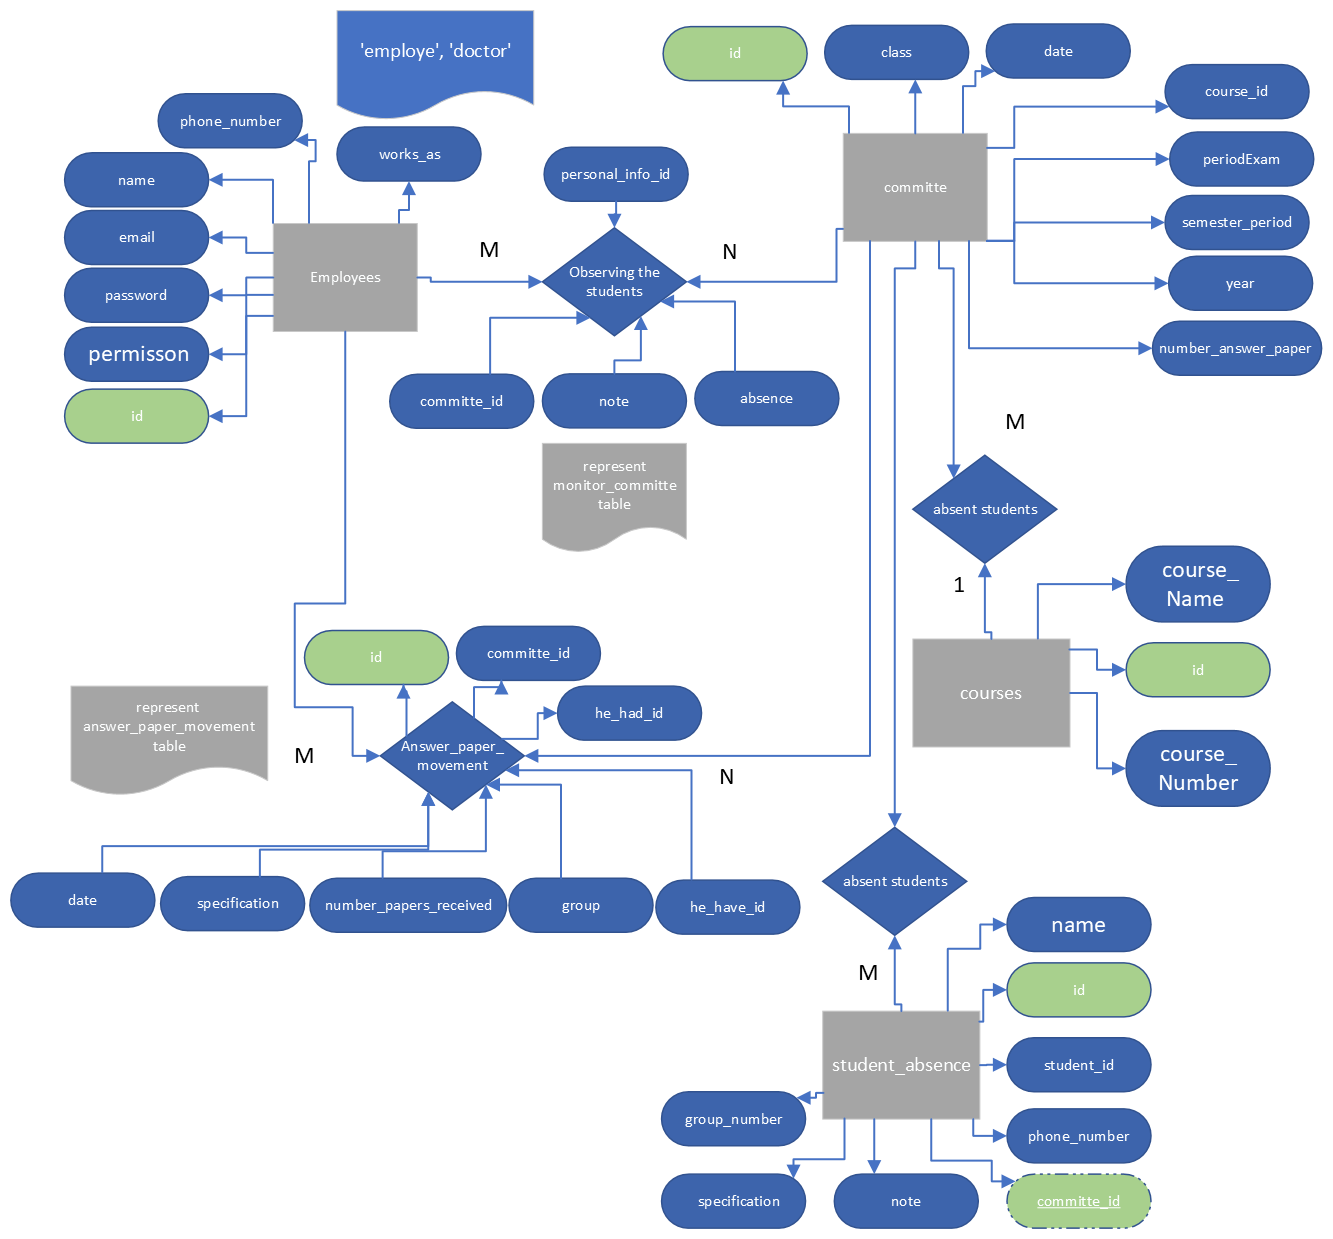 'employe', 'doctor'
id
class
date
course_id
phone_number
works_as
periodExam
name
personal_info_id
committe
semester_period
email
M
N
Employees
Observing the
students
password
year
permisson
number_answer_paper
id
committe_id
note
absence
M
represent
monitor_committe
table
absent students
1
course_
Name
id
committe_id
id
he_had_id
courses
represent
answer_paper_movement
table
M
Answer_paper_
movement
N
course_
Number
date
specification
number_papers_received
group
he_have_id
absent students
name
M
id
student_absence
student_id
group_number
phone_number
specification
note
committe_id